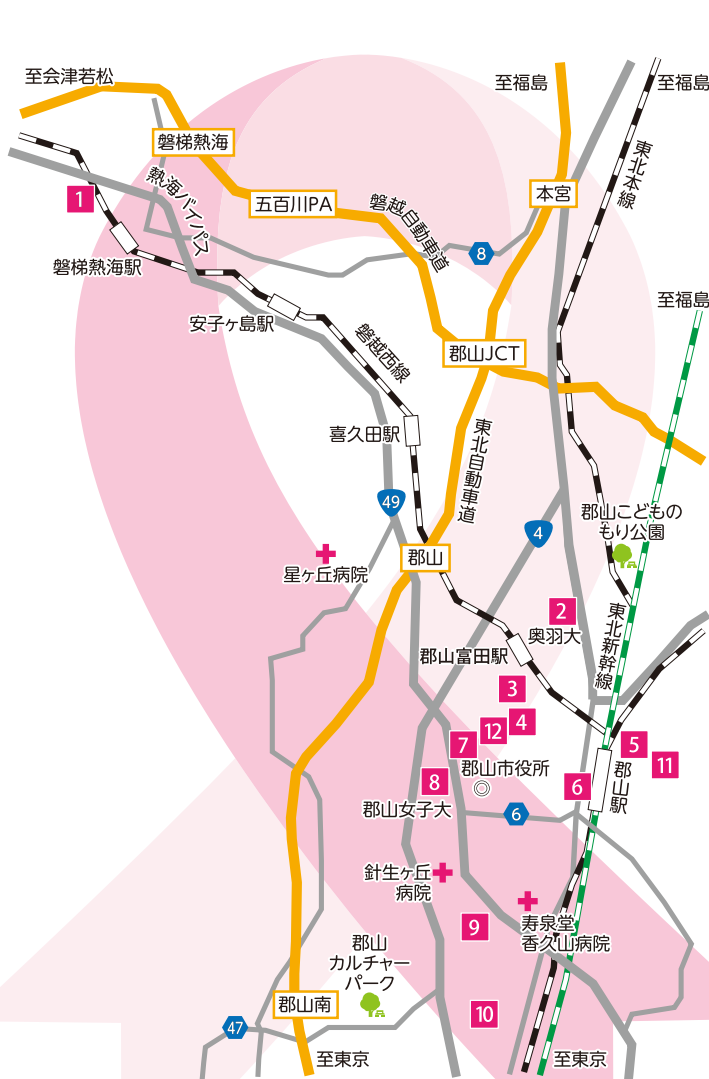 至会津若松
至福島
至福島
磐梯熱海
東北本線
熱海バイパス
1
五百川PA
磐越自動車道
本宮
8
磐梯熱海駅
安子ヶ島駅
至福島
磐越西線
郡山JCT
喜久田駅
東北自動車道
49
4
郡山こどもの
もり公園
星ヶ丘病院
郡山
2
奥羽大
東北新幹線
郡山富田駅
3
4
12
7
5
11
郡山市役所
郡山駅
8
6
郡山女子大
6
針生ヶ丘
病院
9
寿泉堂
香久山病院
郡山
カルチャー
パーク
郡山南
10
47
至東京
至東京